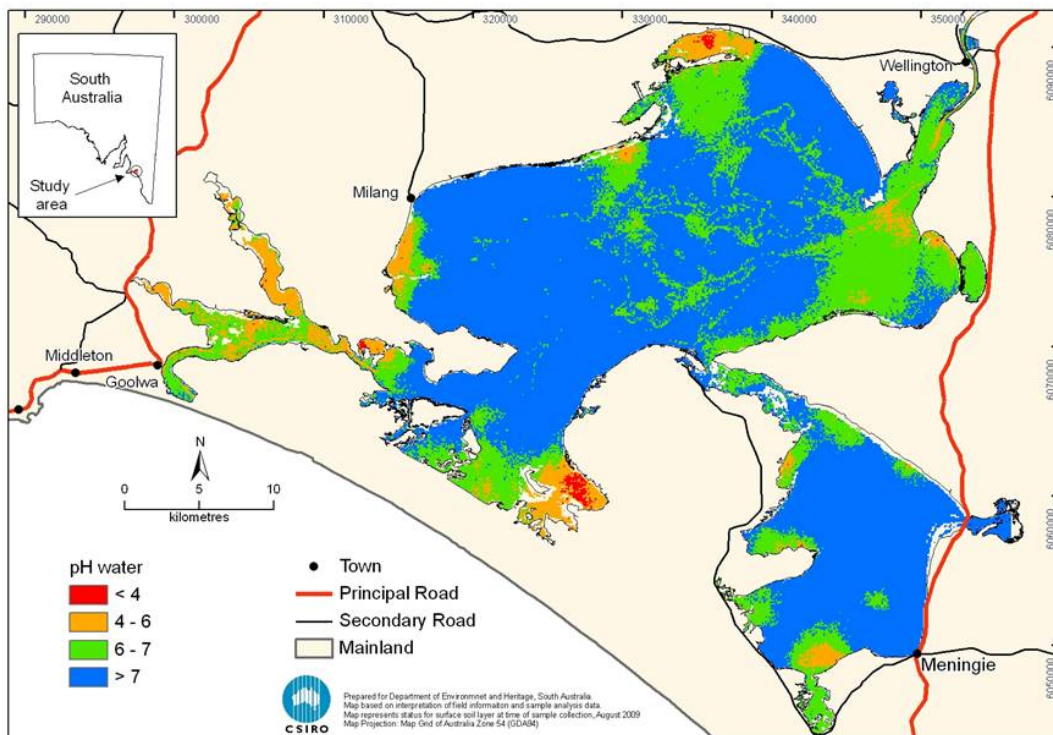 290000 300000 310000 320000 330000 340000 350000
South
Australia
Study
area
Wellington
6090000
Milang
6080000
Middleton
Goolwa
6070000
N
0 5 10
kilometres
6060000
pH water
< 4
4 - 6
6 - 7
> 7
Town
Principal Road
Secondary Road
Mainland
Meningie
6050000
CSIRO
Prepared for Department of Environmnet and Heritage, South Australia.
Map based on interpretation of field informaiton and sample analysis data.
Map represents status for surface soil layer at time of sample collection, August 2009
Map Projection: Map Grid of Australia Zone 54 (GDA94)